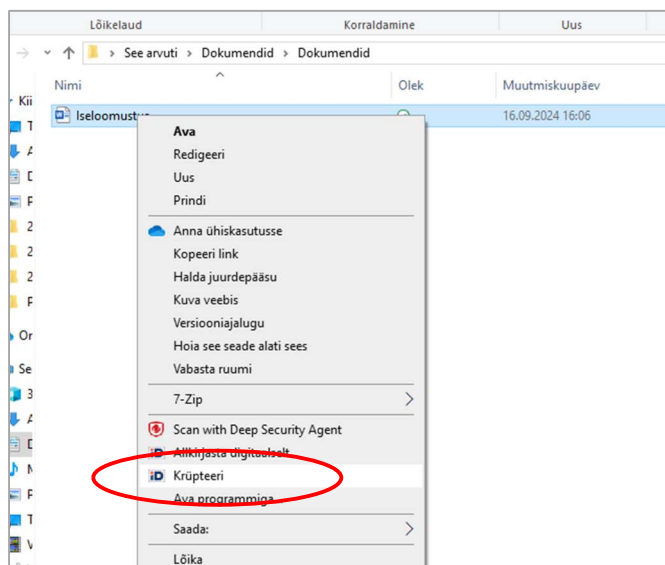 Lõikelaud Korraldamine Uus
See arvuti > Dokumendid > Dokumendid
Nimi Olek Muutmiskuupäev
Kii
16.09.2024 16:06
Ava
Redigeeri
Uus
Prindi
Anna ühiskasutusse
Kopeeri link
Halda juurdepääsu
Kuva veebis
Versiooniajalugu
Hoia see seade alati sees
Vabasta ruumi
7-Zip
Scan with Deep Security Agent
Allkirjasta digitaalselt
Krüpteeri
Ava programmiga...
Saada:
Lõika